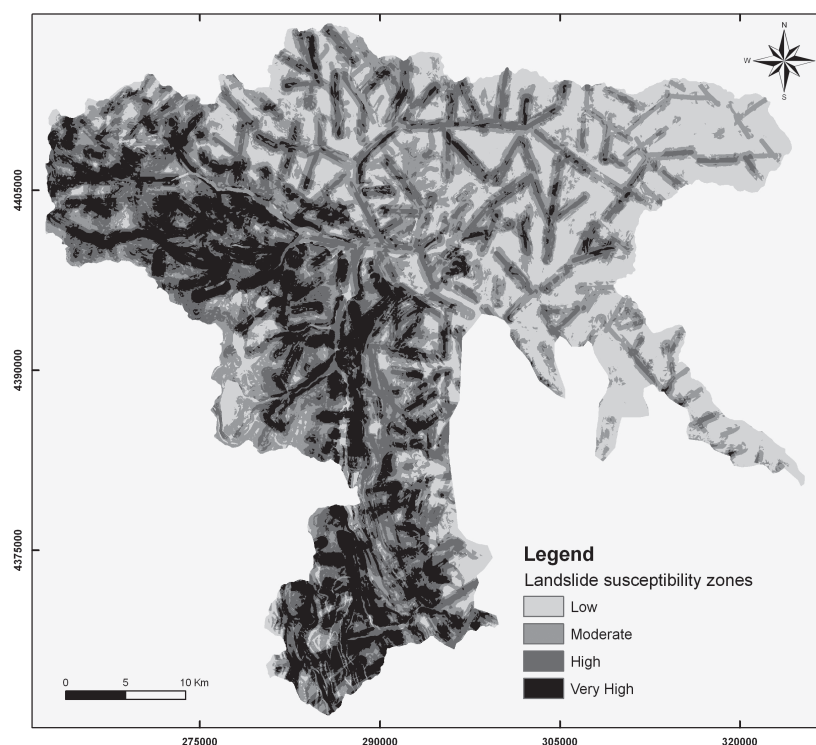 N
W E
S
4405000
4390000
4375000
Legend
Landslide susceptibility zones
Low
Moderate
High
Very High
0 5 10 Km
275000 290000 305000 320000